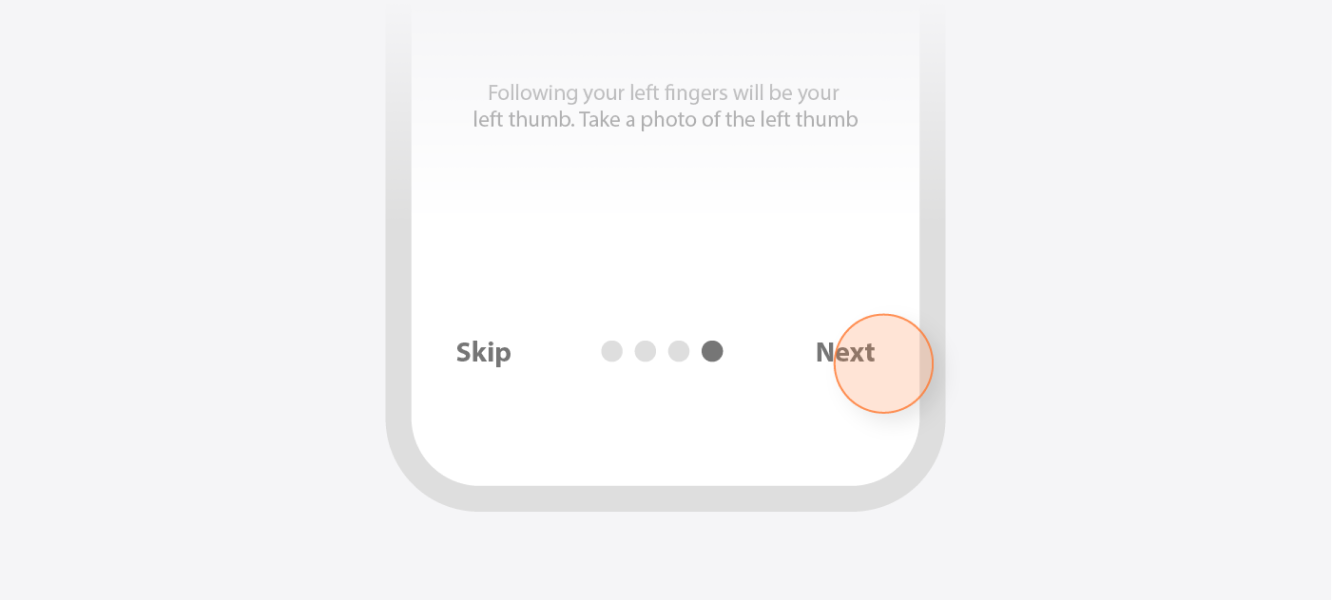 Following your left fingers will be your
left thumb. Take a photo of the left thumb
Skip
Next